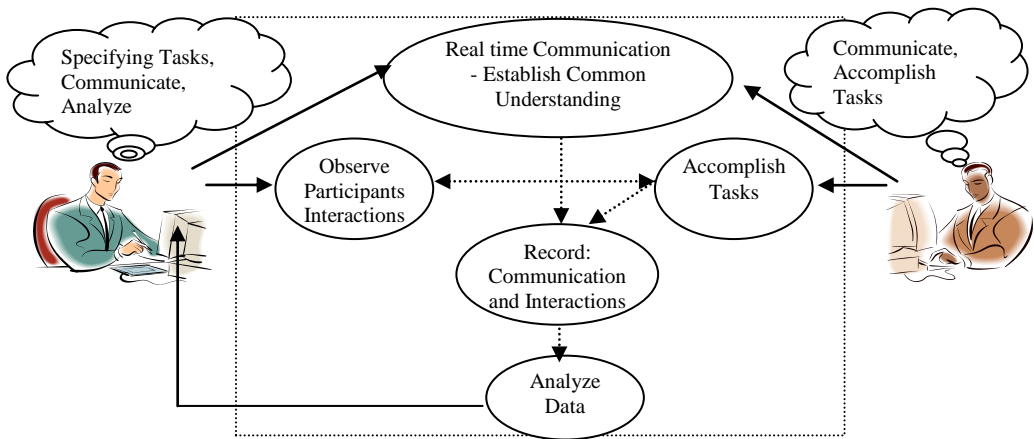 Specifying Tasks,
Communicate,
Analyze
Real time Communication
- Establish Common
Understanding
Communicate,
Accomplish
Tasks
Observe
Participants
Interactions
Accomplish
Tasks
Record:
Communication
and Interactions
Analyze
Data